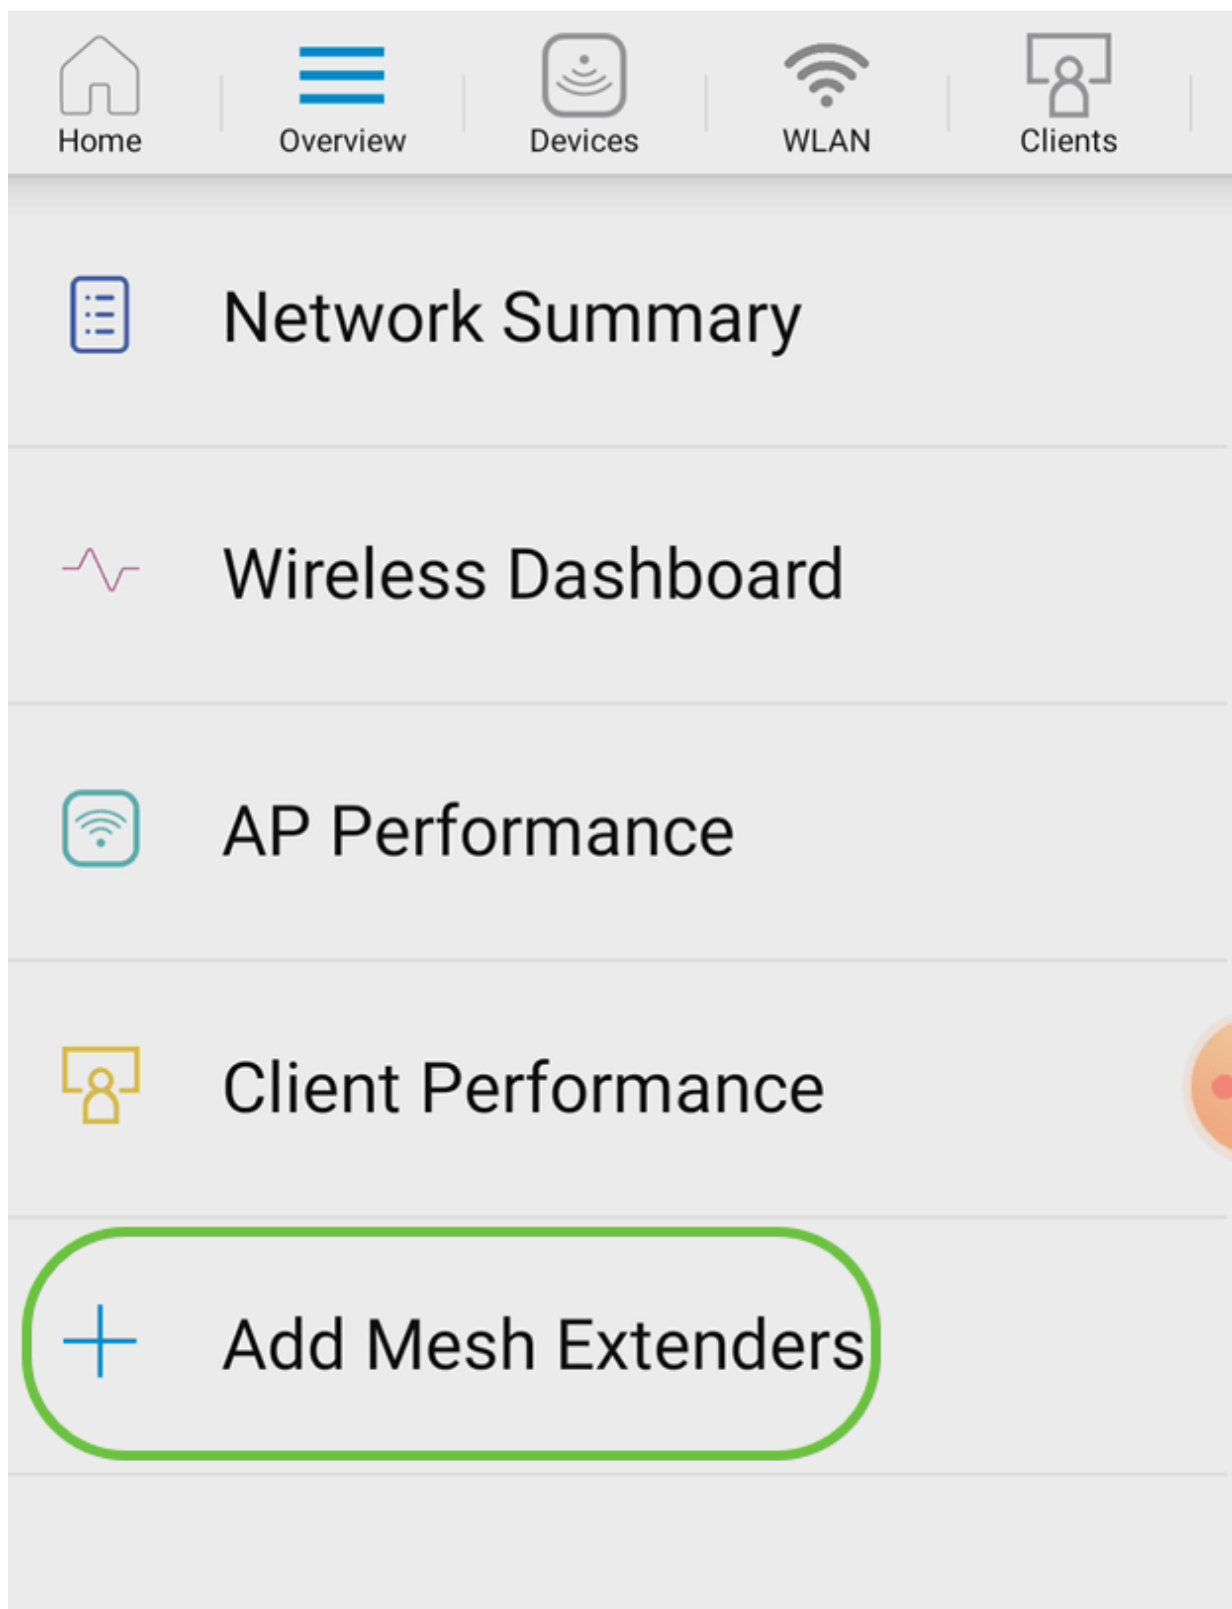 Home Overview Devices WLAN Clients
Network Summary
Wireless Dashboard
AP Performance
Client Performance
Add Mesh Extenders